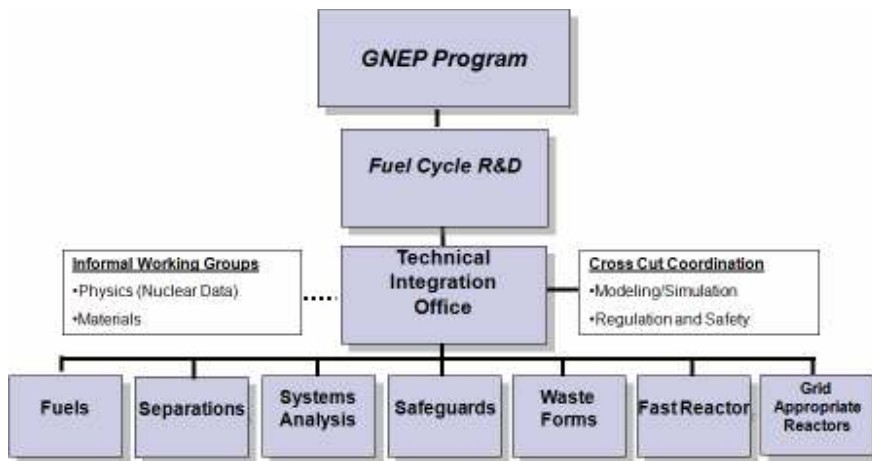 GNEP Program
Fuel Cycle R&D
Technical
Integration
Office
Informal Working Groups
•Physics (Nuclear Data)
•Materials
Cross Cut Coordination
•Modeling/Simulation
•Regulation and Safety
Fuels
Separations
Systems
Analysis
Safeguards
Waste
Forms
Fast Reactor
Grid
Appropriate
Reactors